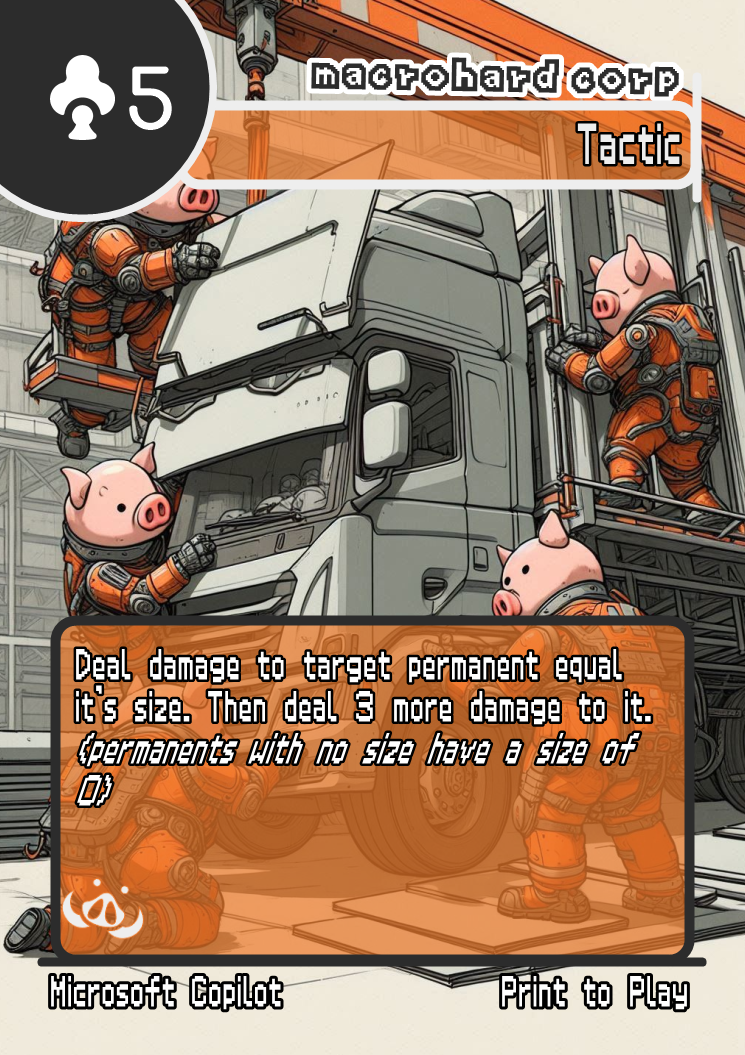 5
macrohard corp
Tactic
Deal damage to target permanent equal
it's size. Then deal 3 more damage to it.
(permanents with no size have a size of
0)
Microsoft Copilot
Print to Play